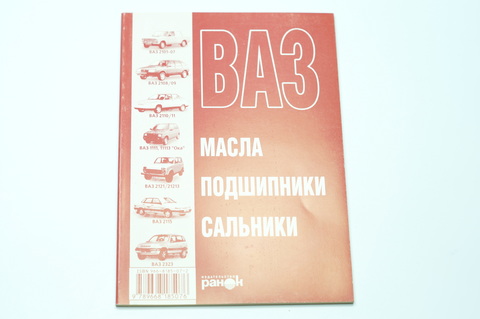 ВАЗ
МАСЛА
ПОДШИПНИКИ
САЛЬНИКИ
ВАЗ 2101-07
ВАЗ 2108/09
ВАЗ 2110/11
ВАЗ 1111, 11113 "Ока"
ВАЗ 2121/21213
ВАЗ 2115
ВАЗ 2123
ранок